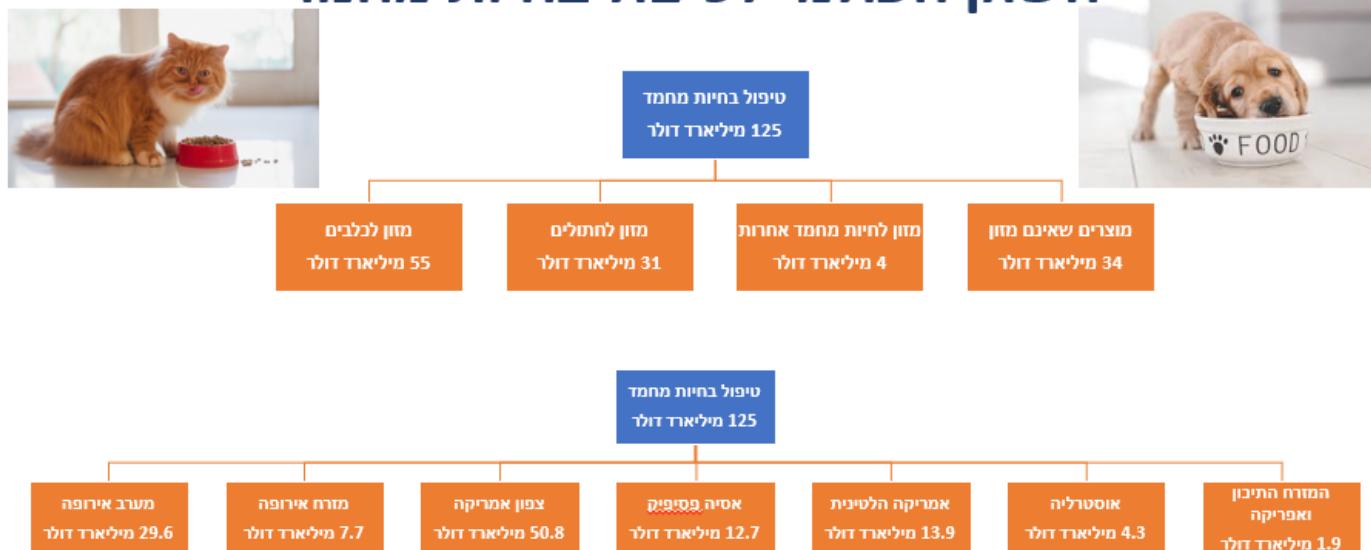 טיפול בחיות מחמד
125 מיליארד דולר
FOOD
מוצרים שאינם מזון
34 מיליארד דולר
מזון לחיות מחמד אחרות
4 מיליארד דולר
מזון לחתולים
31 מיליארד דולר
מזון לכלבים
55 מיליארד דולר
טיפול בחיות מחמד
125 מיליארד דולר
המזרח התיכון
ואפריקה
1.9 מיליארד דולר
אוסטרליה
4.3 מיליארד דולר
אמריקה הלטינית
13.9 מיליארד דולר
אסיה פסיפיק
12.7 מיליארד דולר
צפון אמריקה
50.8 מיליארד דולר
מזרח אירופה
7.7 מיליארד דולר
מערב אירופה
29.6 מיליארד דולר